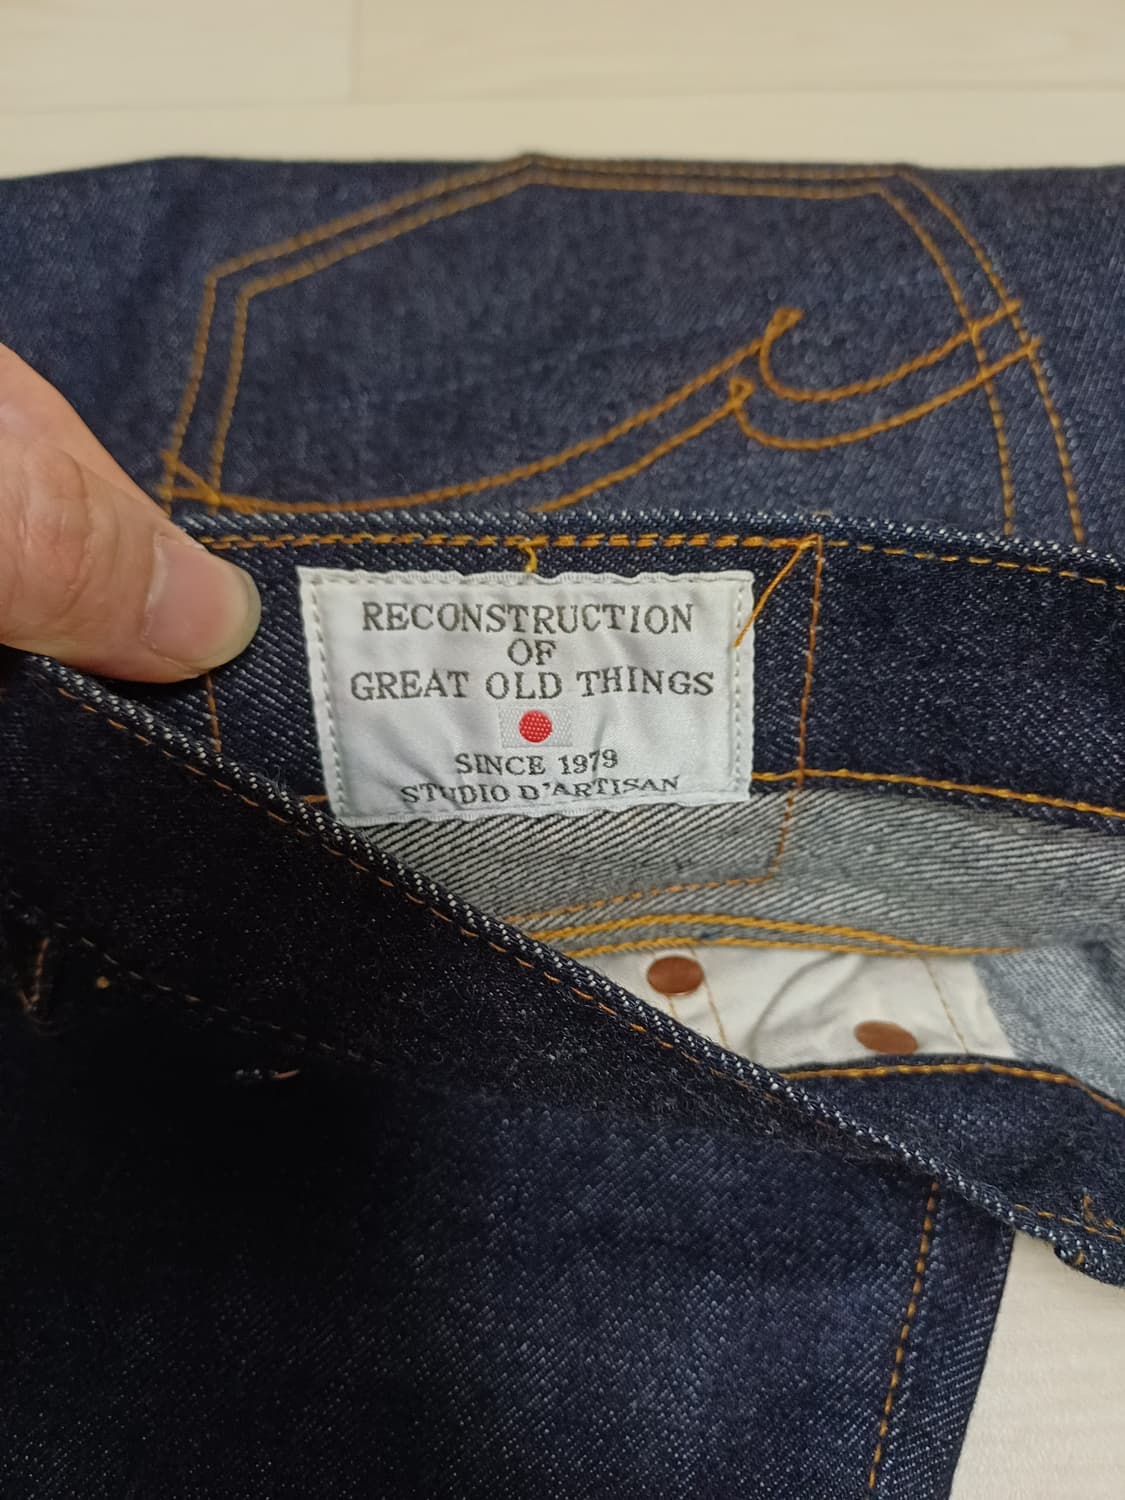 RECONSTRUCTION
OF
GREAT OLD THINGS
SINCE 1979
STUDIO D'ARTISAN